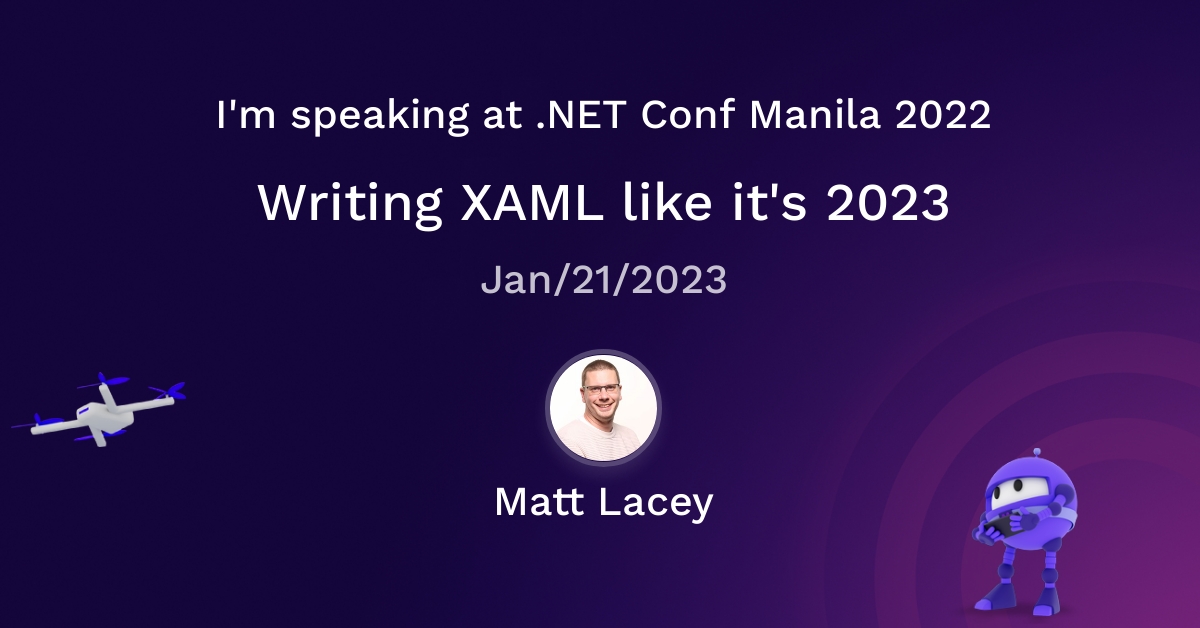 I'm speaking at .NET Conf Manila 2022
Writing XAML like it's 2023
Jan/21/2023
Matt Lacey